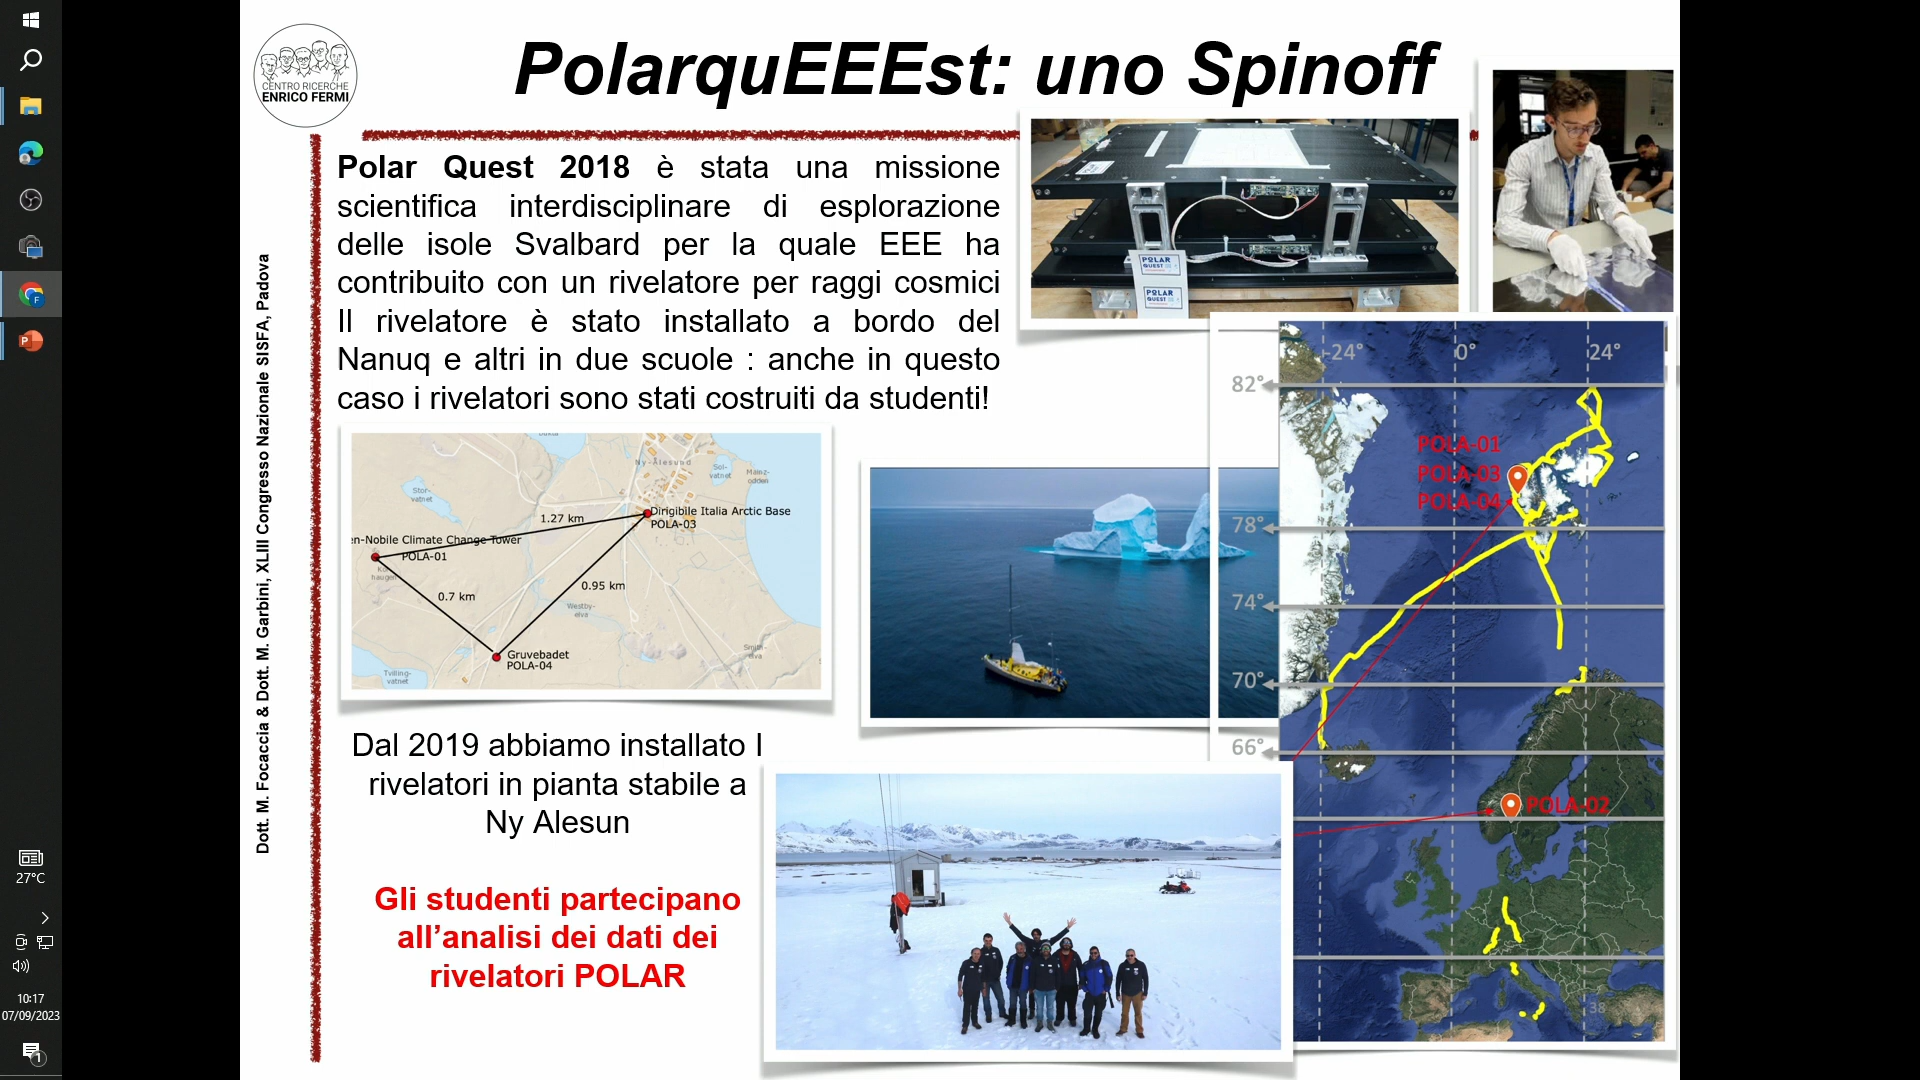 CENTRO RICERCHE
ENRICO FERMI
PolarquEEEst: uno Spinoff
Dott. M. Focaccia & Dott. M. Garbini, XLIII Congresso Nazionale SISFA, Padova
Polar Quest 2018 è stata una missione
scientifica interdisciplinare di esplorazione
delle isole Svalbard per la quale EEE ha
contribuito con un rivelatore per raggi cosmici
Il rivelatore è stato installato a bordo del
Nanuq e altri in due scuole : anche in questo
caso i rivelatori sono stati costruiti da studenti!
POLAR
QUEST
POLAR
QUEST
Ny-Ålesund
Sol-
vatnet
Mainz-
odden
Stor-
vatnet
1.27 km
Dirigibile Italia Arctic Base
POLA-03
en-Nobile Climate Change Tower
POLA-01
haugen
0.7 km
0.95 km
Westby-
elva
Gruvebadet
POLA-04
Smith-
elva
Tvilling-
vatnet
-24°
0°
24°
82°
POLA-01
POLA-03
POLA-04
78°
74°
70°
66°
POLA-02
38
Dal 2019 abbiamo installato I
rivelatori in pianta stabile a
Ny Alesun
Gli studenti partecipano
all’analisi dei dati dei
rivelatori POLAR
27°C
10:17
07/09/2023
1